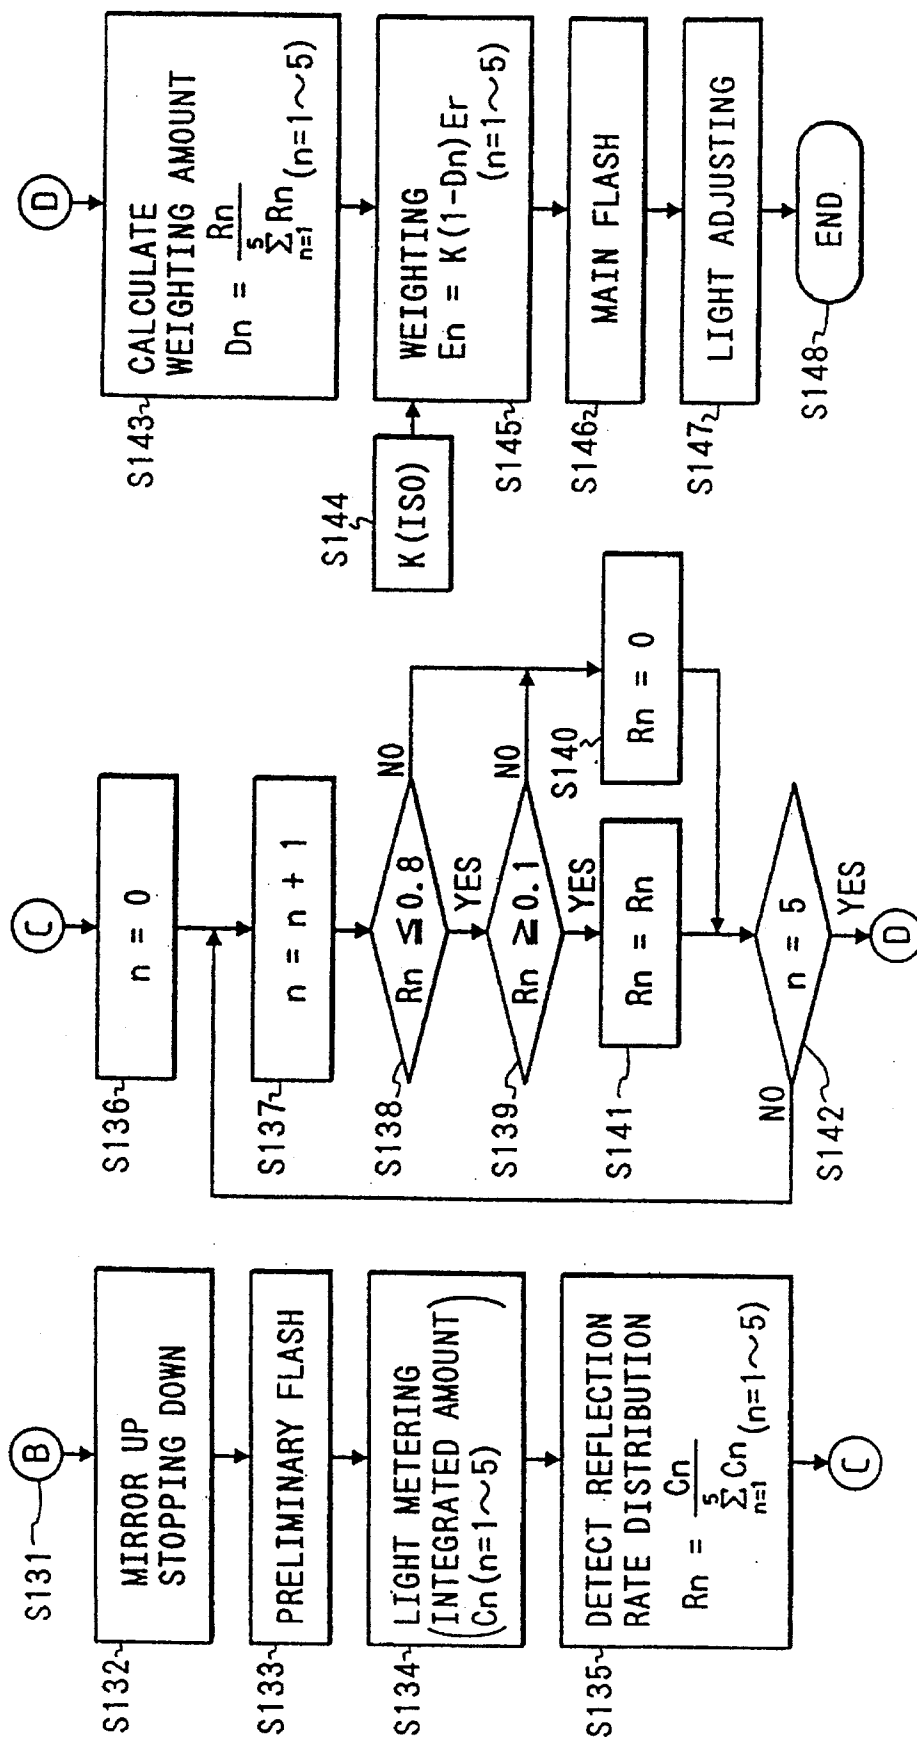 S131
B
S132
MIRROR UP
STOPPING DOWN
S133
PRELIMINARY FLASH
S134
LIGHT METERING
(INTEGRATED AMOUNT
Cn(n=1～5))
S135
DETECT REFLECTION
RATE DISTRIBUTION
Rn = Cn / 5Σn=1 Cn (n=1～5)
C
C
S136
n = 0
S137
n = n + 1
S138
Rn ≦ 0.8
NO
YES
S139
Rn ≧ 0.1
NO
YES
S140
Rn = 0
S141
Rn = Rn
S142
n = 5
NO
YES
D
D
S143
CALCULATE
WEIGHTING AMOUNT
Dn = Rn / 5Σn=1 Rn (n=1～5)
S144
K(ISO)
S145
WEIGHTING
En = K(1-Dn)Er
(n=1～5)
S146
MAIN FLASH
S147
LIGHT ADJUSTING
S148
END